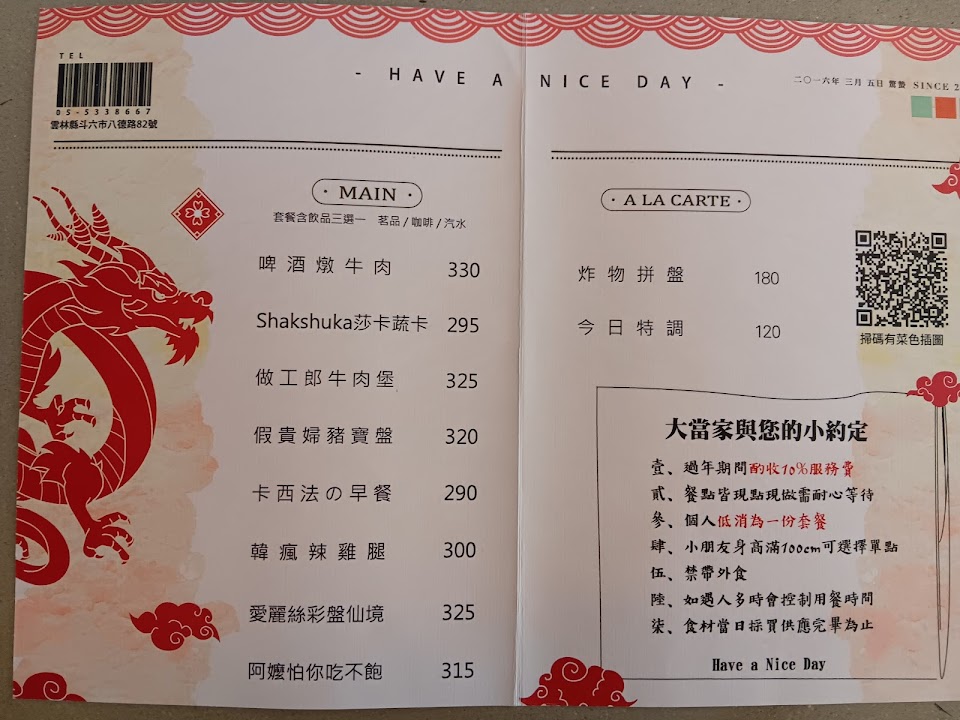 TEL
05-5338667
雲林縣斗六市八德路82號
- HAVE A NICE DAY -
二〇一六年 三月 五日 驚蟄 SINCE 2
· MAIN ·
套餐含飲品三選一 茗品/咖啡/汽水
啤酒燉牛肉 330
Shakshuka莎卡蔬卡 295
做工郎牛肉堡 325
假貴婦豬寶盤 320
卡西法の早餐 290
韓瘋辣雞腿 300
愛麗絲彩盤仙境 325
阿嬤怕你吃不飽 315
· A LA CARTE ·
炸物拼盤 180
今日特調 120
掃碼有菜色插圖
大當家與您的小約定
壹、過年期間酌收10%服務費
貳、餐點皆現點現做需耐心等待
參、個人低消為一份套餐
肆、小朋友身高滿100cm可選擇單點
伍、禁帶外食
陸、如遇人多時會控制用餐時間
柒、食材當日採買供應完畢為止
Have a Nice Day